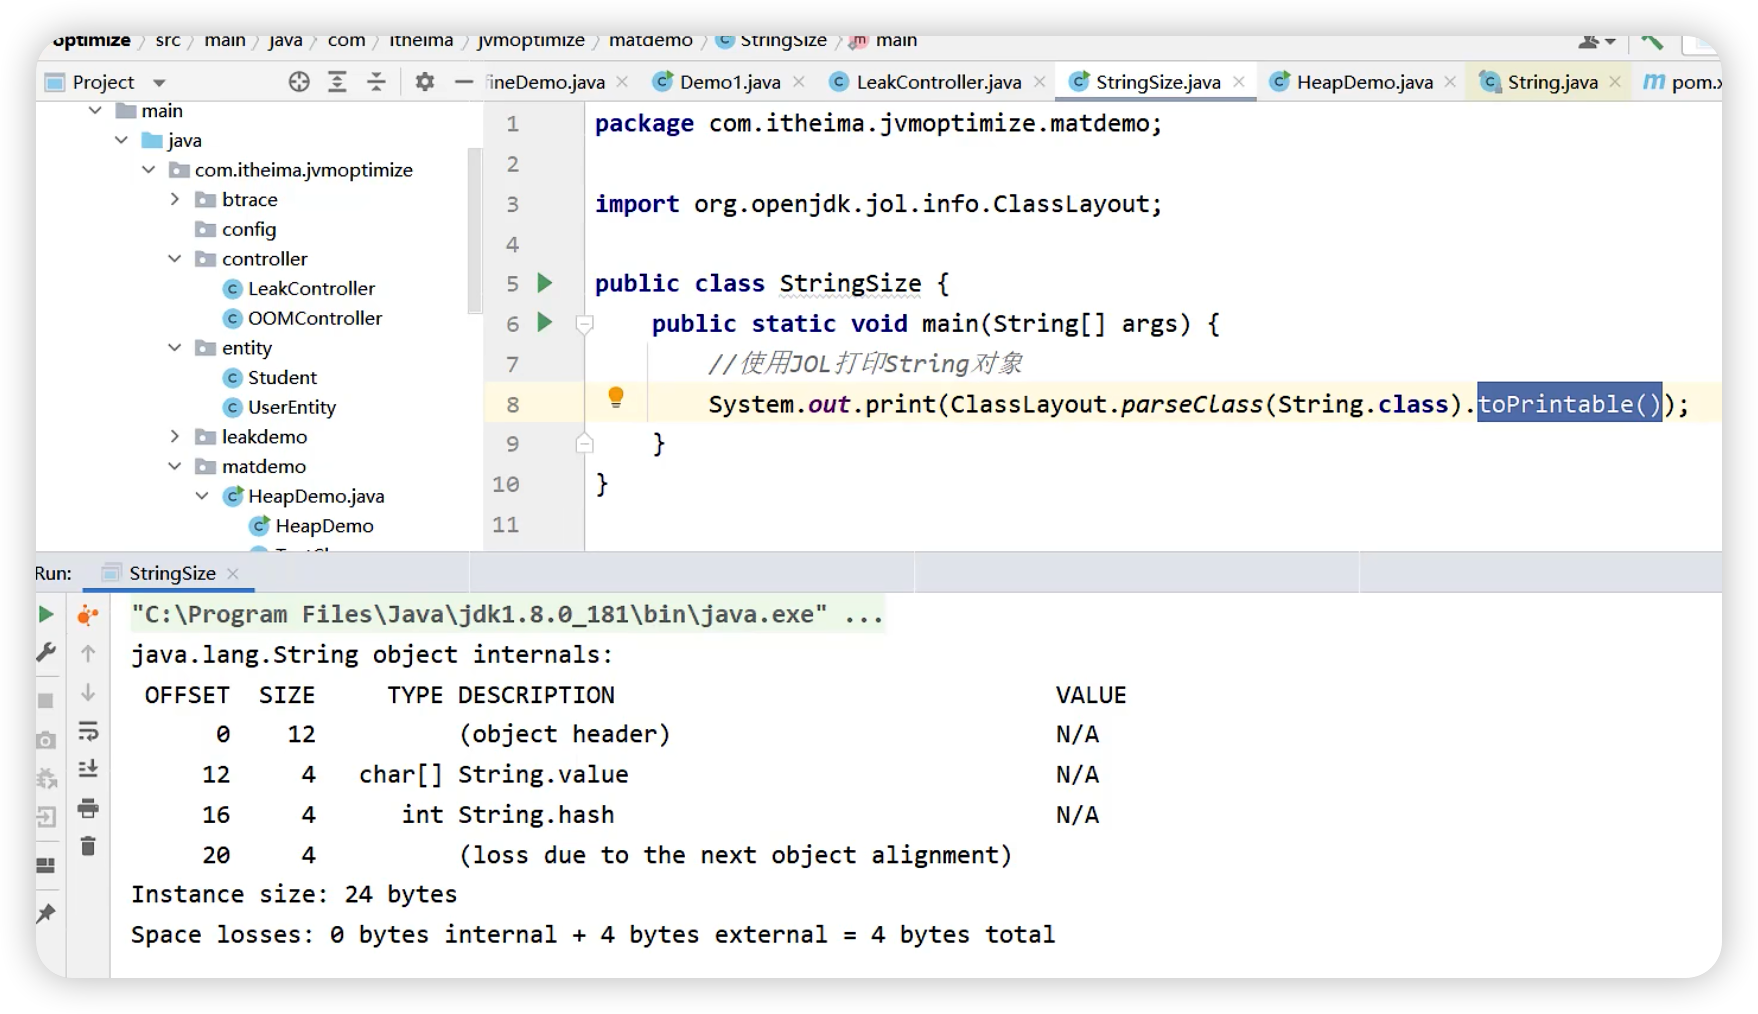 optimize 〉 src 〉 main 〉 java 〉 com 〉 itheima 〉 jvmoptimize 〉 matdemo 〉 StringSize 〉 main
Project
ineDemo.java Demo1.java LeakController.java StringSize.java HeapDemo.java String.java pom.x
main
java
com.itheima.jvmoptimize
btrace
config
controller
LeakController
OOMController
entity
Student
UserEntity
leakdemo
matdemo
HeapDemo.java
HeapDemo
1 package com.itheima.jvmoptimize.matdemo;
2
3 import org.openjdk.jol.info.ClassLayout;
4
5 public class StringSize {
6 public static void main(String[] args) {
7 //使用JOL打印String对象
8 System.out.print(ClassLayout.parseClass(String.class).toPrintable());
9 }
10 }
11
Run: StringSize
"C:\Program Files\Java\jdk1.8.0_181\bin\java.exe" ...
java.lang.String object internals:
OFFSET SIZE TYPE DESCRIPTION VALUE
0 12 (object header) N/A
12 4 char[] String.value N/A
16 4 int String.hash N/A
20 4 (loss due to the next object alignment)
Instance size: 24 bytes
Space losses: 0 bytes internal + 4 bytes external = 4 bytes total